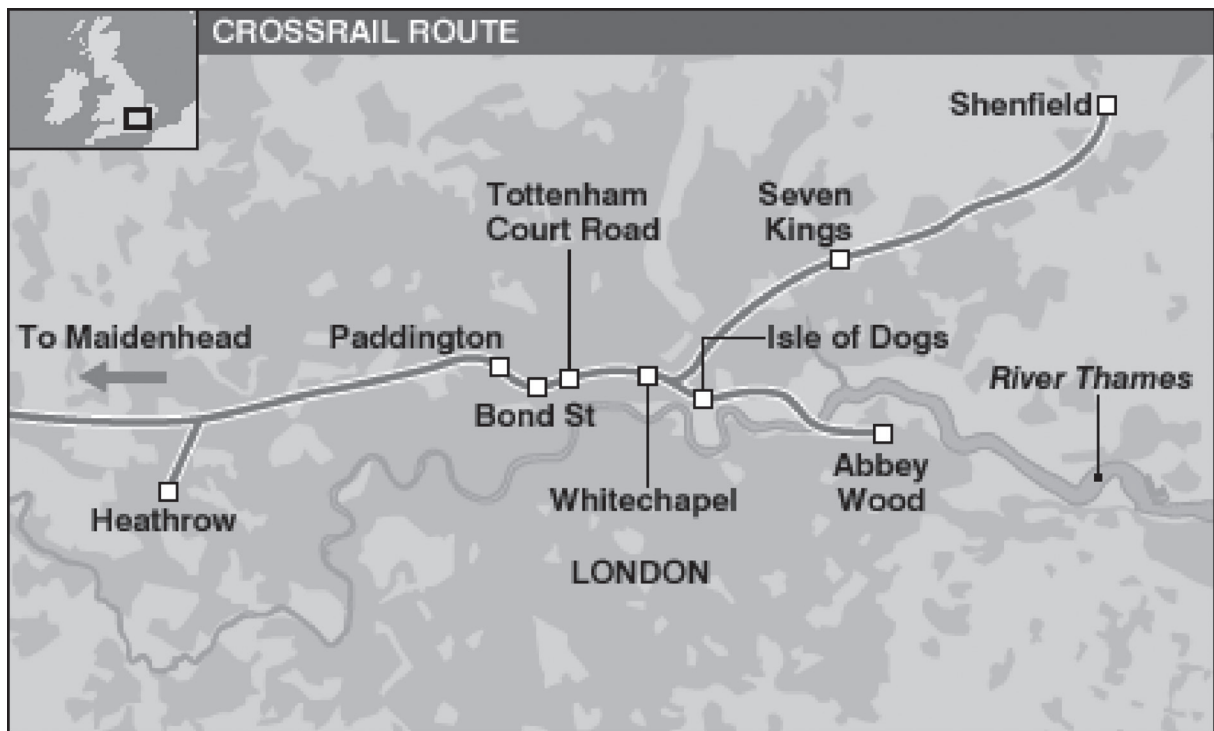 CROSSRAIL ROUTE
Shenfield
Tottenham
Court Road
Seven
Kings
To Maidenhead
Paddington
Isle of Dogs
River Thames
Bond St
Abbey
Wood
Whitechapel
Heathrow
LONDON